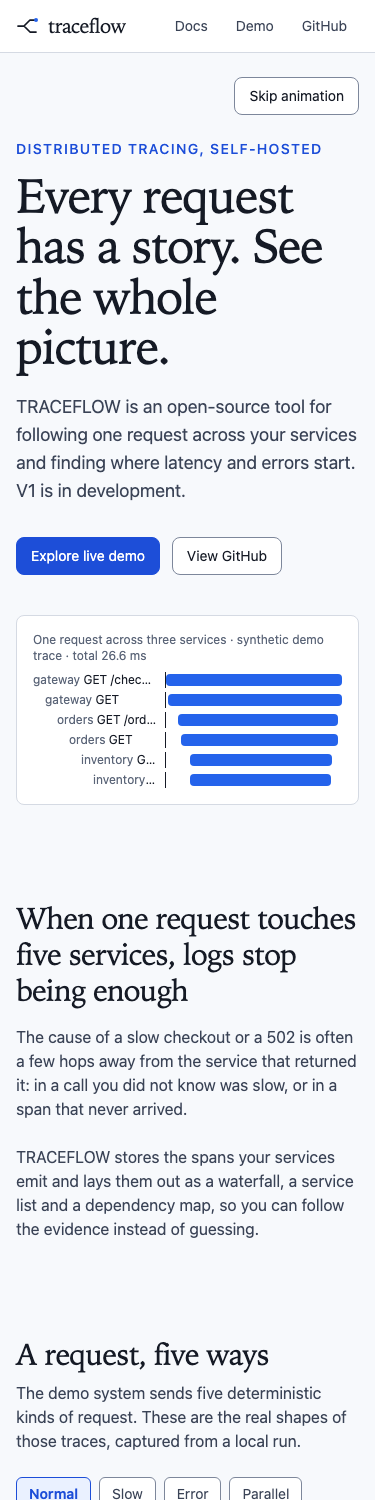 traceflow
Docs Demo GitHub
Skip animation
DISTRIBUTED TRACING, SELF-HOSTED
Every request
has a story. See
the whole
picture.
TRACEFLOW is an open-source tool for
following one request across your services
and finding where latency and errors start.
V1 is in development.
Explore live demo View GitHub
One request across three services · synthetic demo
trace · total 26.6 ms
gateway GET /chec...
gateway GET
orders GET /ord...
orders GET
inventory G...
inventory...
When one request touches
five services, logs stop
being enough
The cause of a slow checkout or a 502 is often
a few hops away from the service that returned
it: in a call you did not know was slow, or in a
span that never arrived.
TRACEFLOW stores the spans your services
emit and lays them out as a waterfall, a service
list and a dependency map, so you can follow
the evidence instead of guessing.
A request, five ways
The demo system sends five deterministic
kinds of request. These are the real shapes of
those traces, captured from a local run.
Normal Slow Error Parallel